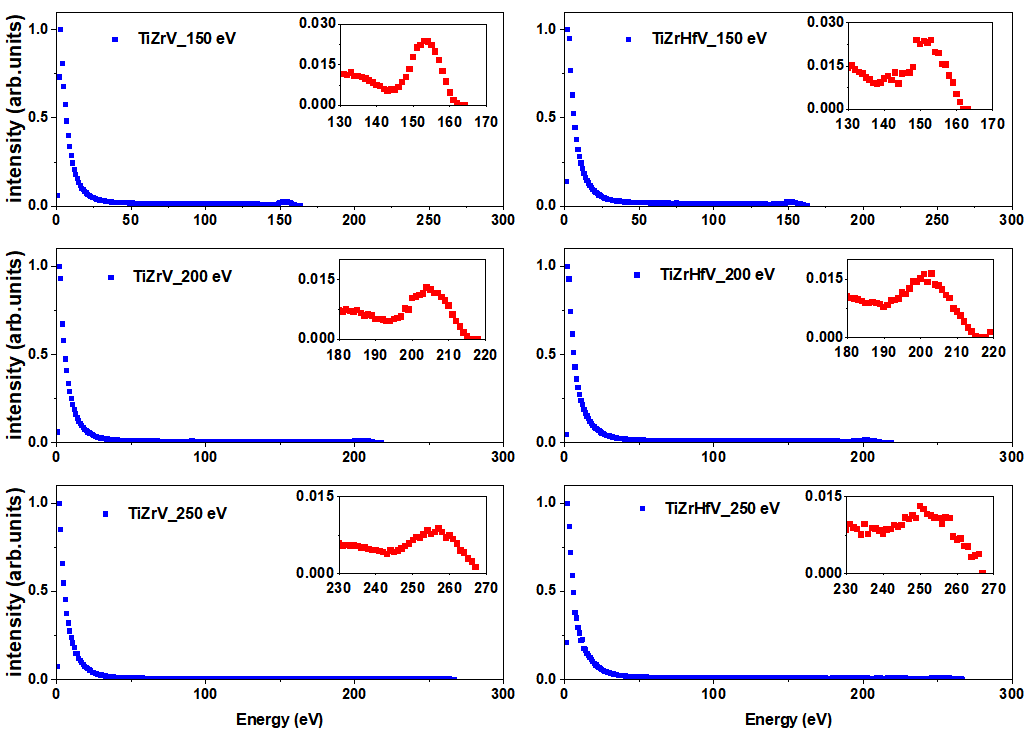 intensity (arb.units)
1.0
0.5
0.0
TiZrV_150 eV
0.030
0.015
0.000
130 140 150 160 170
0 50 100 150 200 250 300
1.0
0.5
0.0
TiZrHfV_150 eV
0.030
0.015
0.000
130 140 150 160 170
0 50 100 150 200 250 300
intensity (arb.units)
1.0
0.5
0.0
TiZrV_200 eV
0.015
0.000
180 190 200 210 220
0 100 200 300
1.0
0.5
0.0
TiZrHfV_200 eV
0.015
0.000
180 190 200 210 220
0 100 200 300
intensity (arb.units)
1.0
0.5
0.0
TiZrV_250 eV
0.015
0.000
230 240 250 260 270
0 100 200 300
Energy (eV)
1.0
0.5
0.0
TiZrHfV_250 eV
0.015
0.000
230 240 250 260 270
0 100 200 300
Energy (eV)